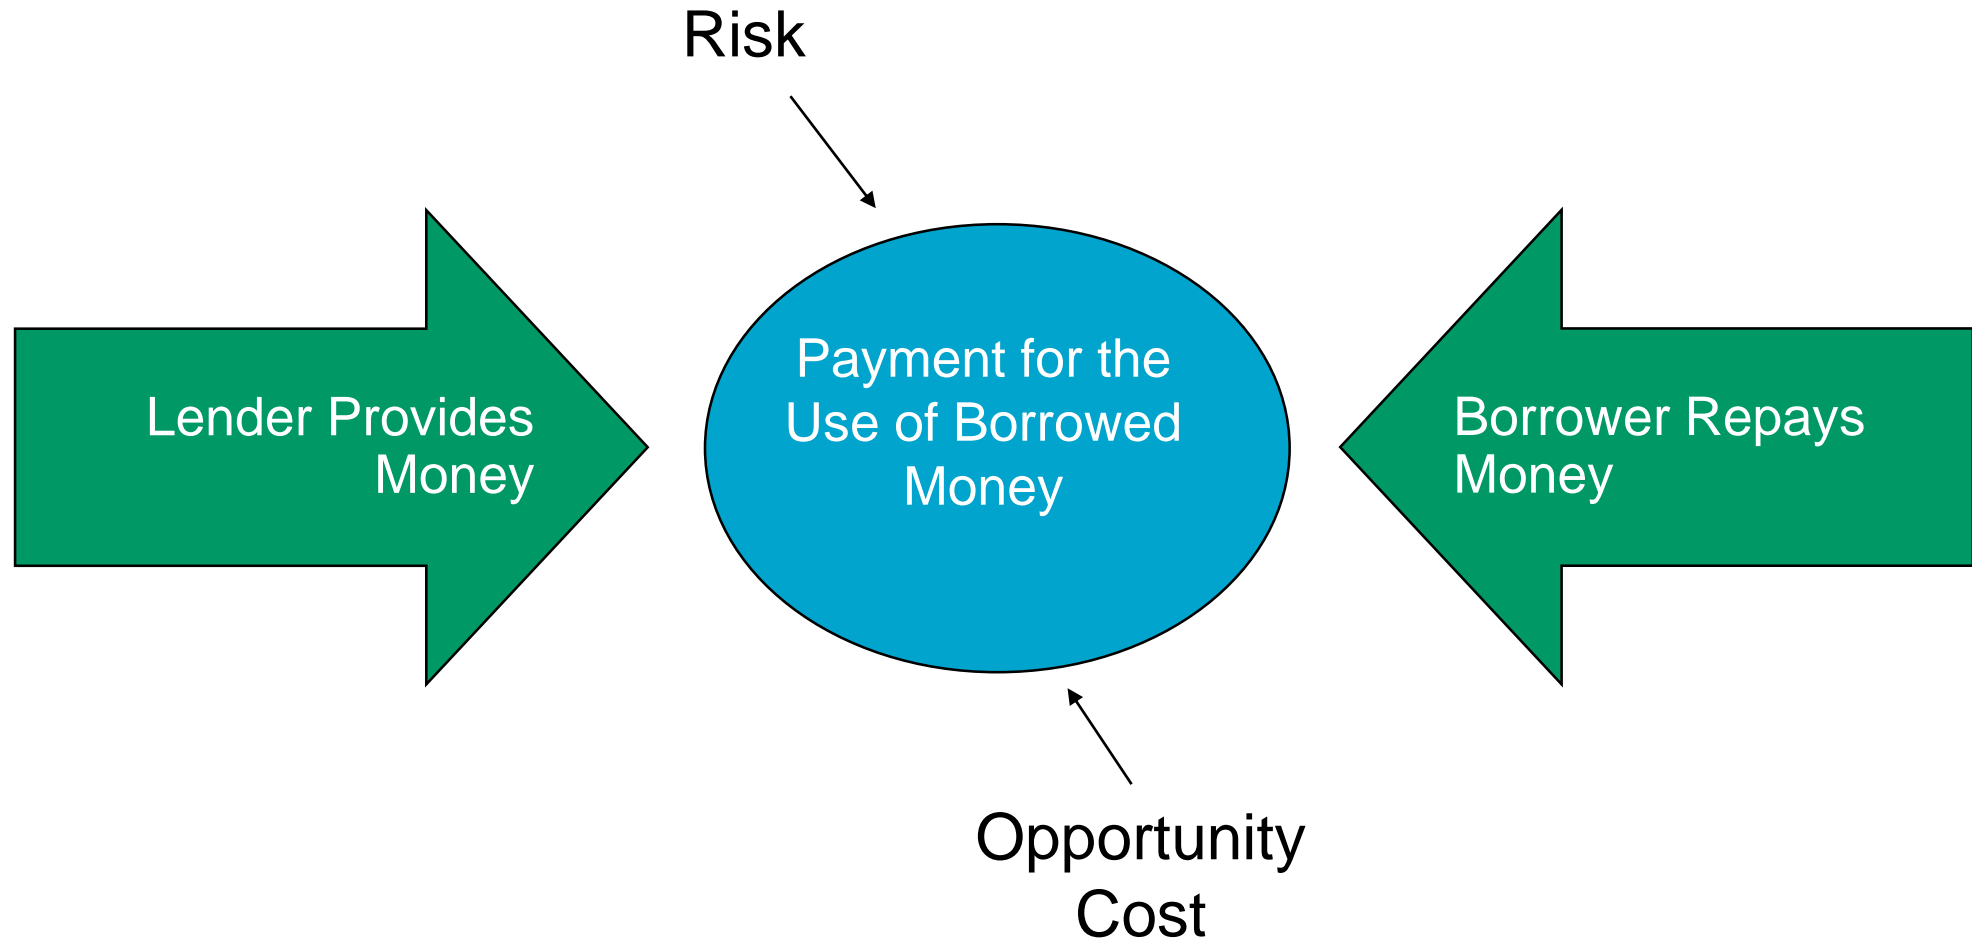 Risk
Lender Provides
Money
Payment for the
Use of Borrowed
Money
Borrower Repays
Money
Opportunity
Cost